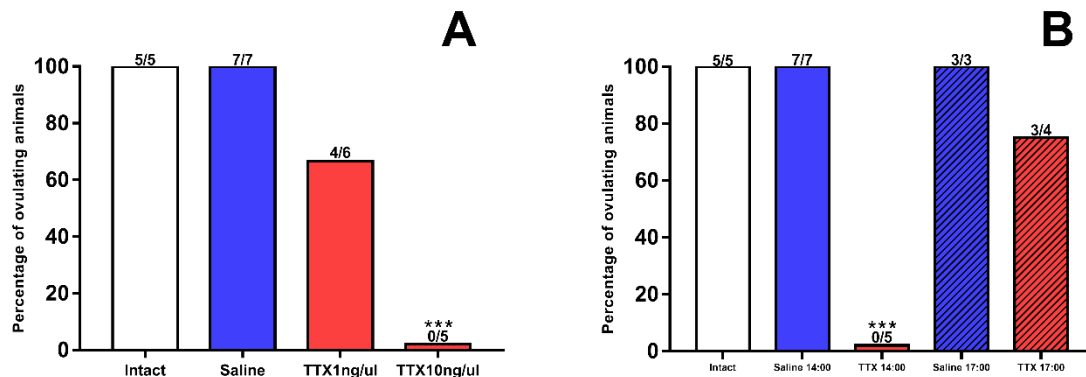 A
Percentage of ovulating animals
100
80
60
40
20
0
5/5
7/7
4/6
***
0/5
Intact
Saline
TTX1ng/ul
TTX10ng/ul
B
Percentage of ovulating animals
100
80
60
40
20
0
5/5
7/7
***
0/5
3/3
3/4
Intact
Saline 14:00
TTX 14:00
Saline 17:00
TTX 17:00